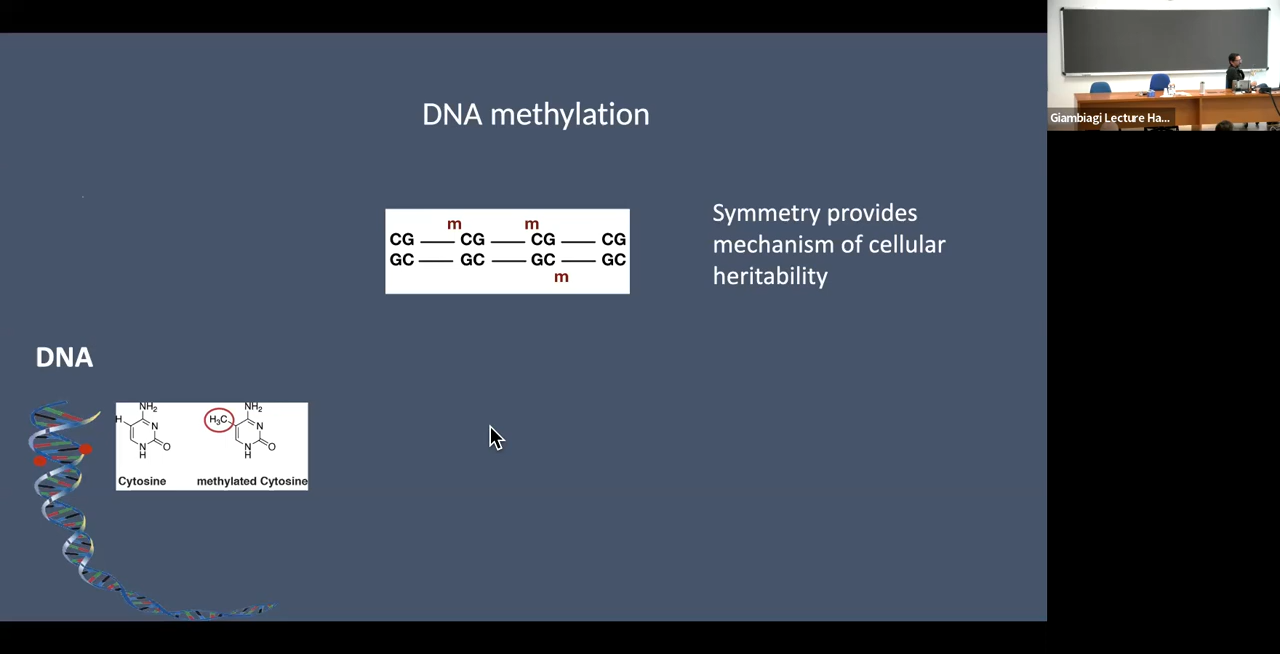 DNA methylation
m m
CG CG CG CG
GC GC GC GC
m
Symmetry provides
mechanism of cellular
heritability
DNA
NH₂ NH₂
H H₃C
N N
O O
N N
H H
Cytosine methylated Cytosine
Giambiagi Lecture Ha...